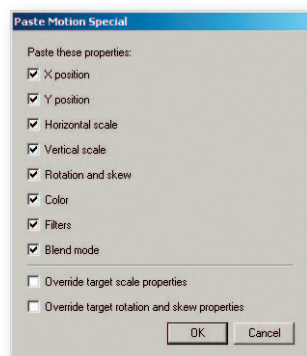 Paste Motion Special
Paste these properties:
X position
Y position
Horizontal scale
Vertical scale
Rotation and skew
Color
Filters
Blend mode
Override target scale properties
Override target rotation and skew properties
OK Cancel